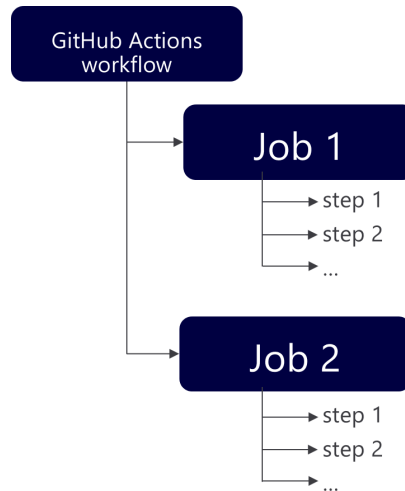 GitHub Actions
workflow
Job 1
step 1
step 2
...
Job 2
step 1
step 2
...